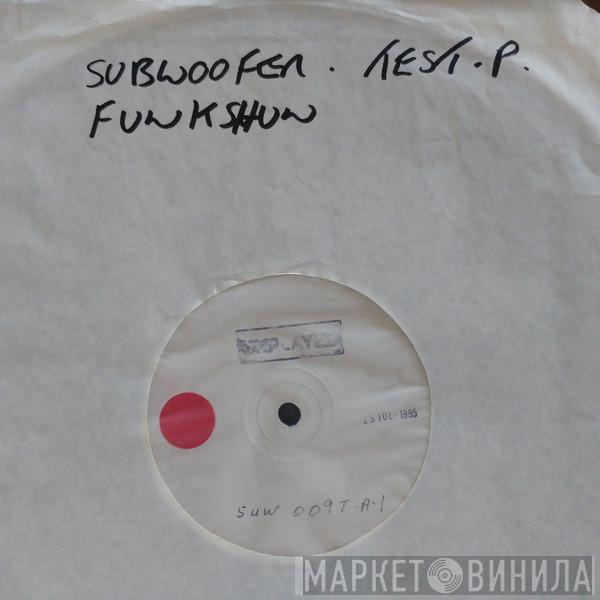 SUBWOOFER. TEST.P.
FUNKSHUN
25 JUL 1995
SUW 009T.A.1
МАРКЕТ ВИНИЛА